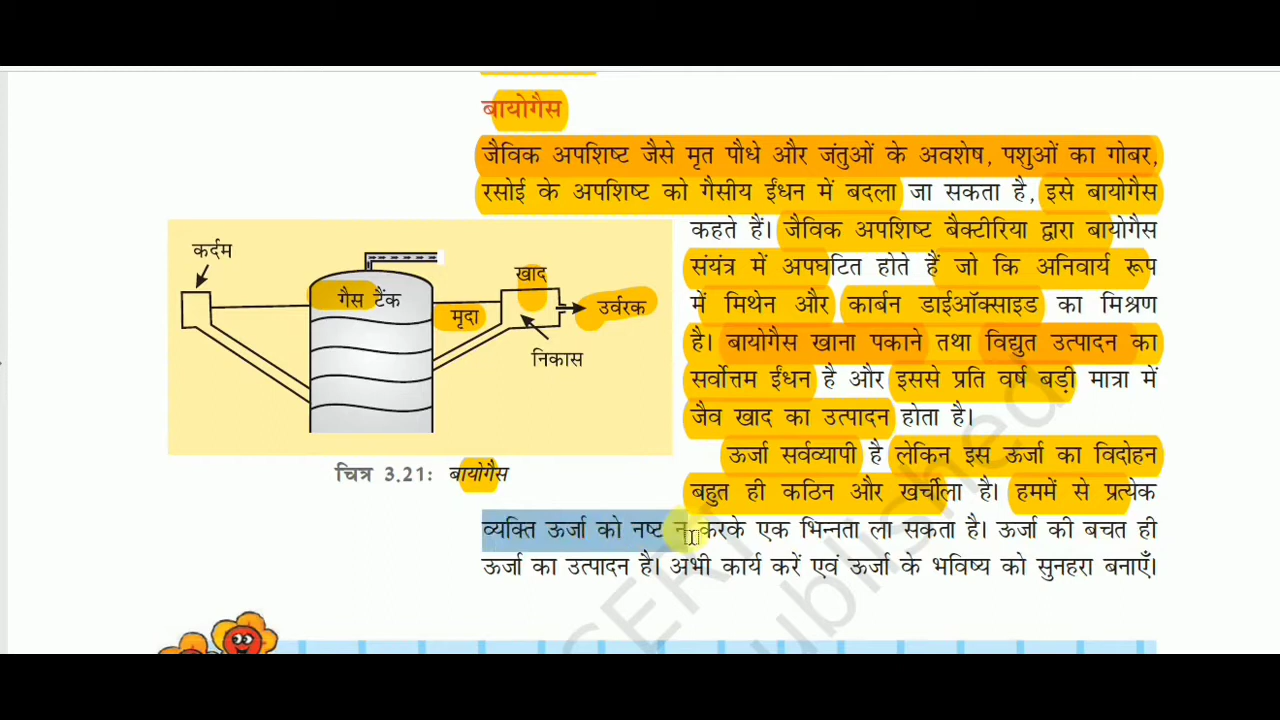 बायोगैस
जैविक अपशिष्ट जैसे मृत पौधे और जंतुओं के अवशेष, पशुओं का गोबर,
रसोई के अपशिष्ट को गैसीय ईंधन में बदला जा सकता है, इसे बायोगैस
कहते हैं। जैविक अपशिष्ट बैक्टीरिया द्वारा बायोगैस
संयंत्र में अपघटित होते हैं जो कि अनिवार्य रूप
में मिथेन और कार्बन डाईऑक्साइड का मिश्रण
है। बायोगैस खाना पकाने तथा विद्युत उत्पादन का
सर्वोत्तम ईंधन है और इससे प्रति वर्ष बड़ी मात्रा में
जैव खाद का उत्पादन होता है।
कर्दम
गैस टैंक
मृदा
खाद
उर्वरक
निकास
चित्र 3.21: बायोगैस
ऊर्जा सर्वव्यापी है लेकिन इस ऊर्जा का विदोहन
बहुत ही कठिन और खर्चीला है। हममें से प्रत्येक
व्यक्ति ऊर्जा को नष्ट न करके एक भिन्नता ला सकता है। ऊर्जा की बचत ही
ऊर्जा का उत्पादन है। अभी कार्य करें एवं ऊर्जा के भविष्य को सुनहरा बनाएँ।